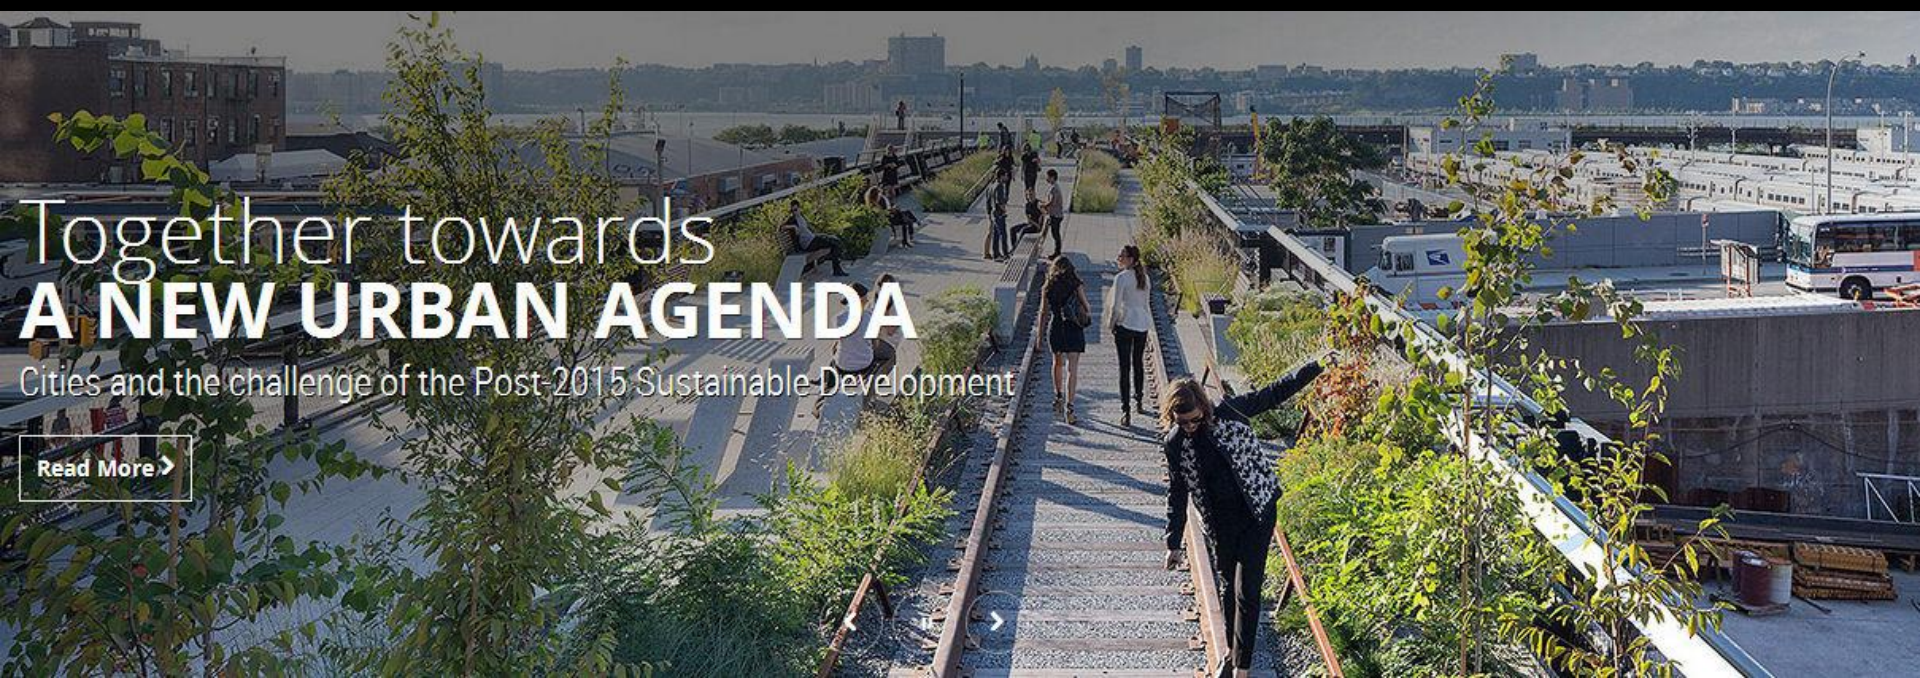 Together towards
A NEW URBAN AGENDA
Cities and the challenge of the Post-2015 Sustainable Development
Read More